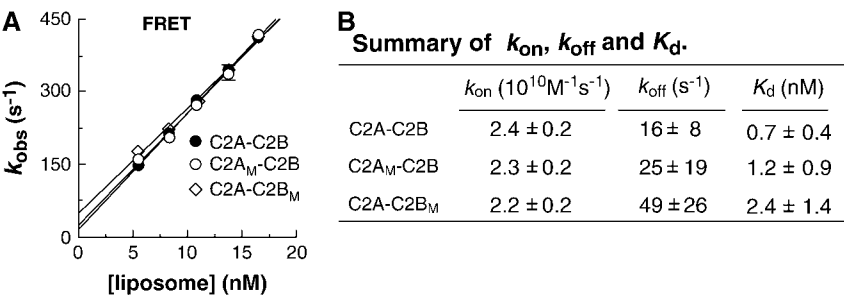 A
FRET
450
300
150
0
k_obs (s⁻¹)
C2A-C2B
C2A_M-C2B
C2A-C2B_M
0 5 10 15 20
[liposome] (nM)
B
Summary of k_on, k_off and K_d.
k_on (10¹⁰M⁻¹s⁻¹) k_off (s⁻¹) K_d (nM)
C2A-C2B 2.4 ± 0.2 16 ± 8 0.7 ± 0.4
C2A_M-C2B 2.3 ± 0.2 25 ± 19 1.2 ± 0.9
C2A-C2B_M 2.2 ± 0.2 49 ± 26 2.4 ± 1.4